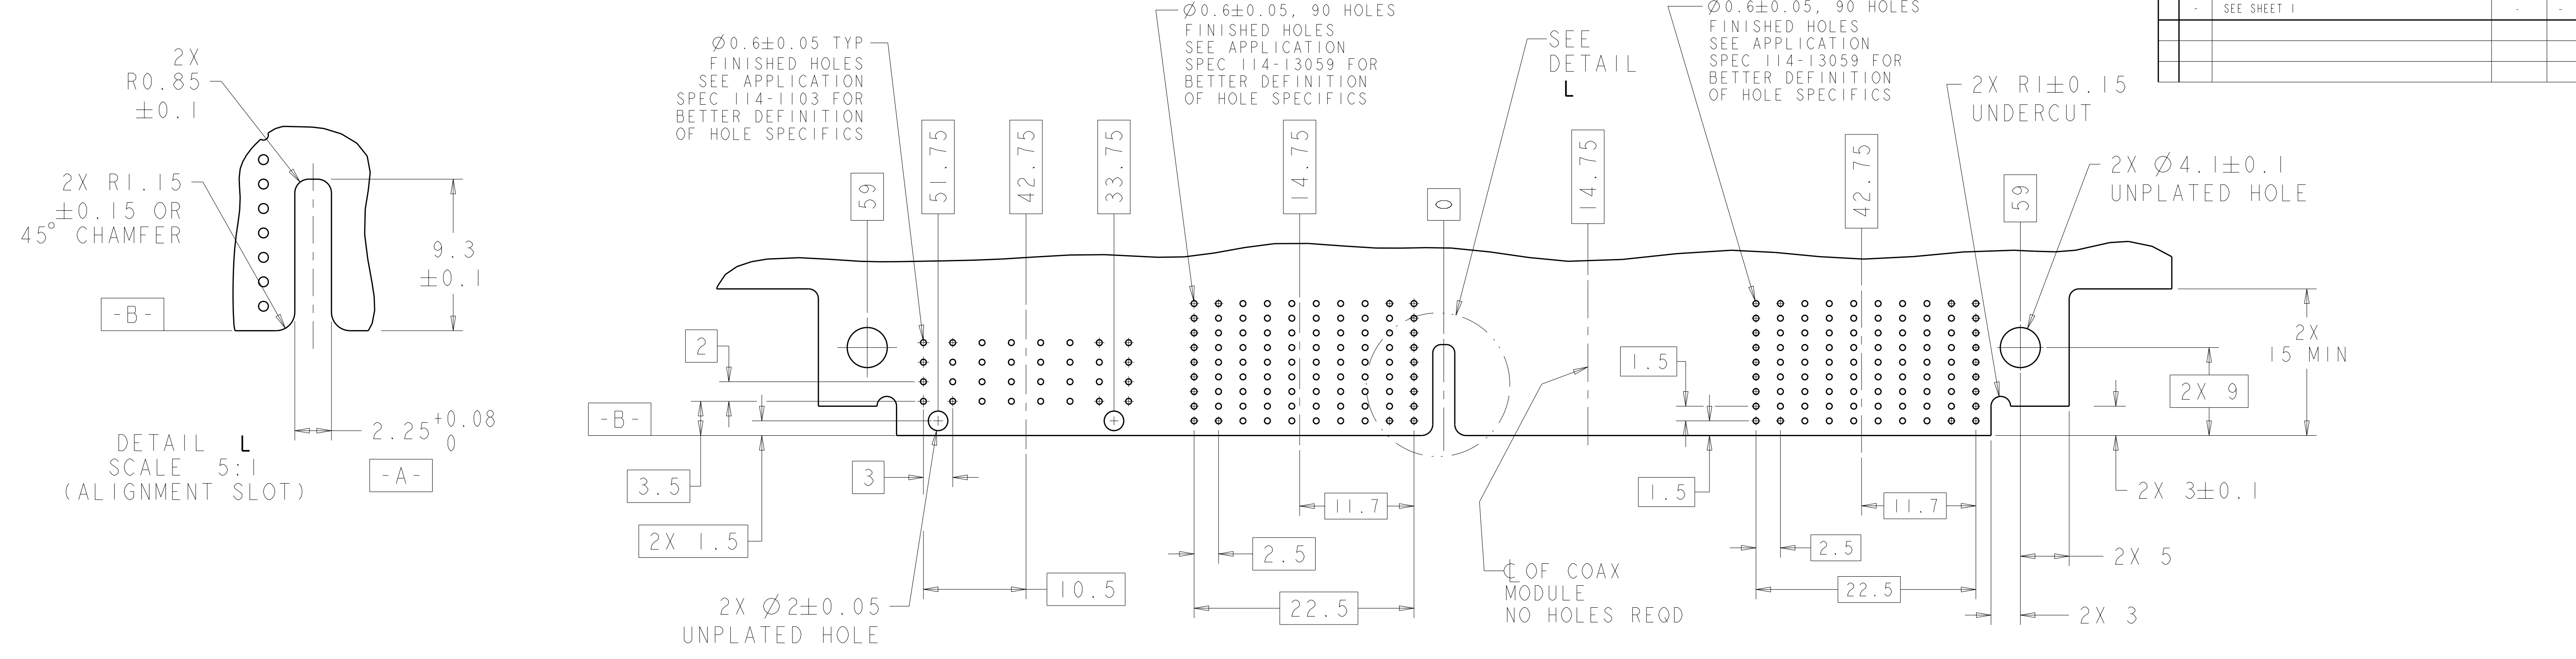 - SEE SHEET 1 - -
2X
R0.85
±0.1
2X R1.15
±0.15 OR
45° CHAMFER
-B-
9.3
±0.1
2.25 +0.08
0
-A-
DETAIL L
SCALE 5:1
(ALIGNMENT SLOT)
Ø0.6±0.05 TYP
FINISHED HOLES
SEE APPLICATION
SPEC 114-1103 FOR
BETTER DEFINITION
OF HOLE SPECIFICS
Ø0.6±0.05, 90 HOLES
FINISHED HOLES
SEE APPLICATION
SPEC 114-13059 FOR
BETTER DEFINITION
OF HOLE SPECIFICS
SEE
DETAIL
L
Ø0.6±0.05, 90 HOLES
FINISHED HOLES
SEE APPLICATION
SPEC 114-13059 FOR
BETTER DEFINITION
OF HOLE SPECIFICS
2X R1±0.15
UNDERCUT
2X Ø4.1±0.1
UNPLATED HOLE
59
51.75
42.75
33.75
14.75
0
14.75
42.75
59
2
-B-
3.5
2X 1.5
3
10.5
2X Ø2±0.05
UNPLATED HOLE
11.7
2.5
22.5
℄ OF COAX
MODULE
NO HOLES REQD
1.5
1.5
11.7
2.5
22.5
2X
15 MIN
2X 9
2X 3±0.1
2X 5
2X 3